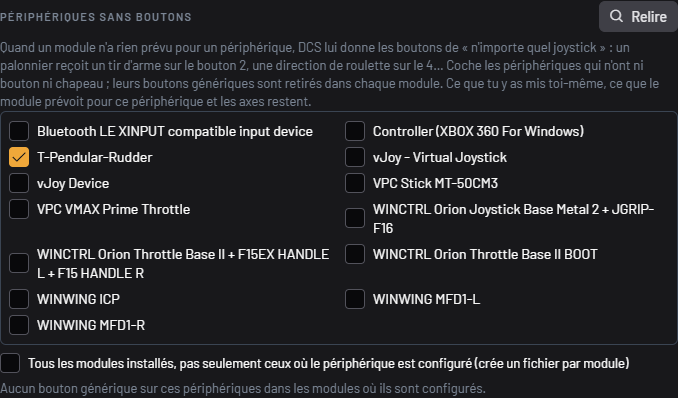 PÉRIPHÉRIQUES SANS BOUTONS
Relire
Quand un module n'a rien prévu pour un périphérique, DCS lui donne les boutons de « n'importe quel joystick » : un
palonnier reçoit un tir d'arme sur le bouton 2, une direction de roulette sur le 4... Coche les périphériques qui n'ont ni
bouton ni chapeau ; leurs boutons génériques sont retirés dans chaque module. Ce que tu y as mis toi-même, ce que le
module prévoit pour ce périphérique et les axes restent.
Bluetooth LE XINPUT compatible input device
Controller (XBOX 360 For Windows)
T-Pendular-Rudder
vJoy - Virtual Joystick
vJoy Device
VPC Stick MT-50CM3
VPC VMAX Prime Throttle
WINCTRL Orion Joystick Base Metal 2 + JGRIP-
F16
WINCTRL Orion Throttle Base II + F15EX HANDLE
L + F15 HANDLE R
WINCTRL Orion Throttle Base II BOOT
WINWING ICP
WINWING MFD1-L
WINWING MFD1-R
Tous les modules installés, pas seulement ceux où le périphérique est configuré (crée un fichier par module)
Aucun bouton générique sur ces périphériques dans les modules où ils sont configurés.